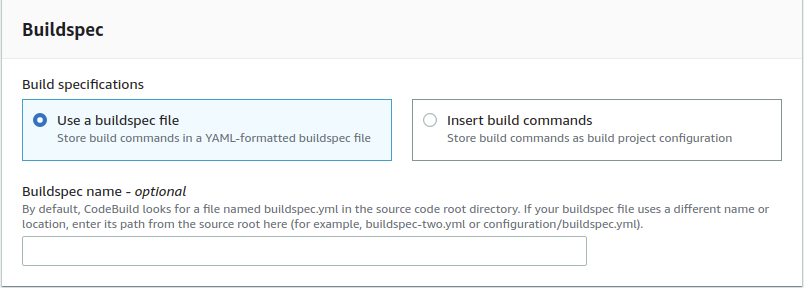 Buildspec
Build specifications
Use a buildspec file
Store build commands in a YAML-formatted buildspec file
Insert build commands
Store build commands as build project configuration
Buildspec name - optional
By default, CodeBuild looks for a file named buildspec.yml in the source code root directory. If your buildspec file uses a different name or
location, enter its path from the source root here (for example, buildspec-two.yml or configuration/buildspec.yml).